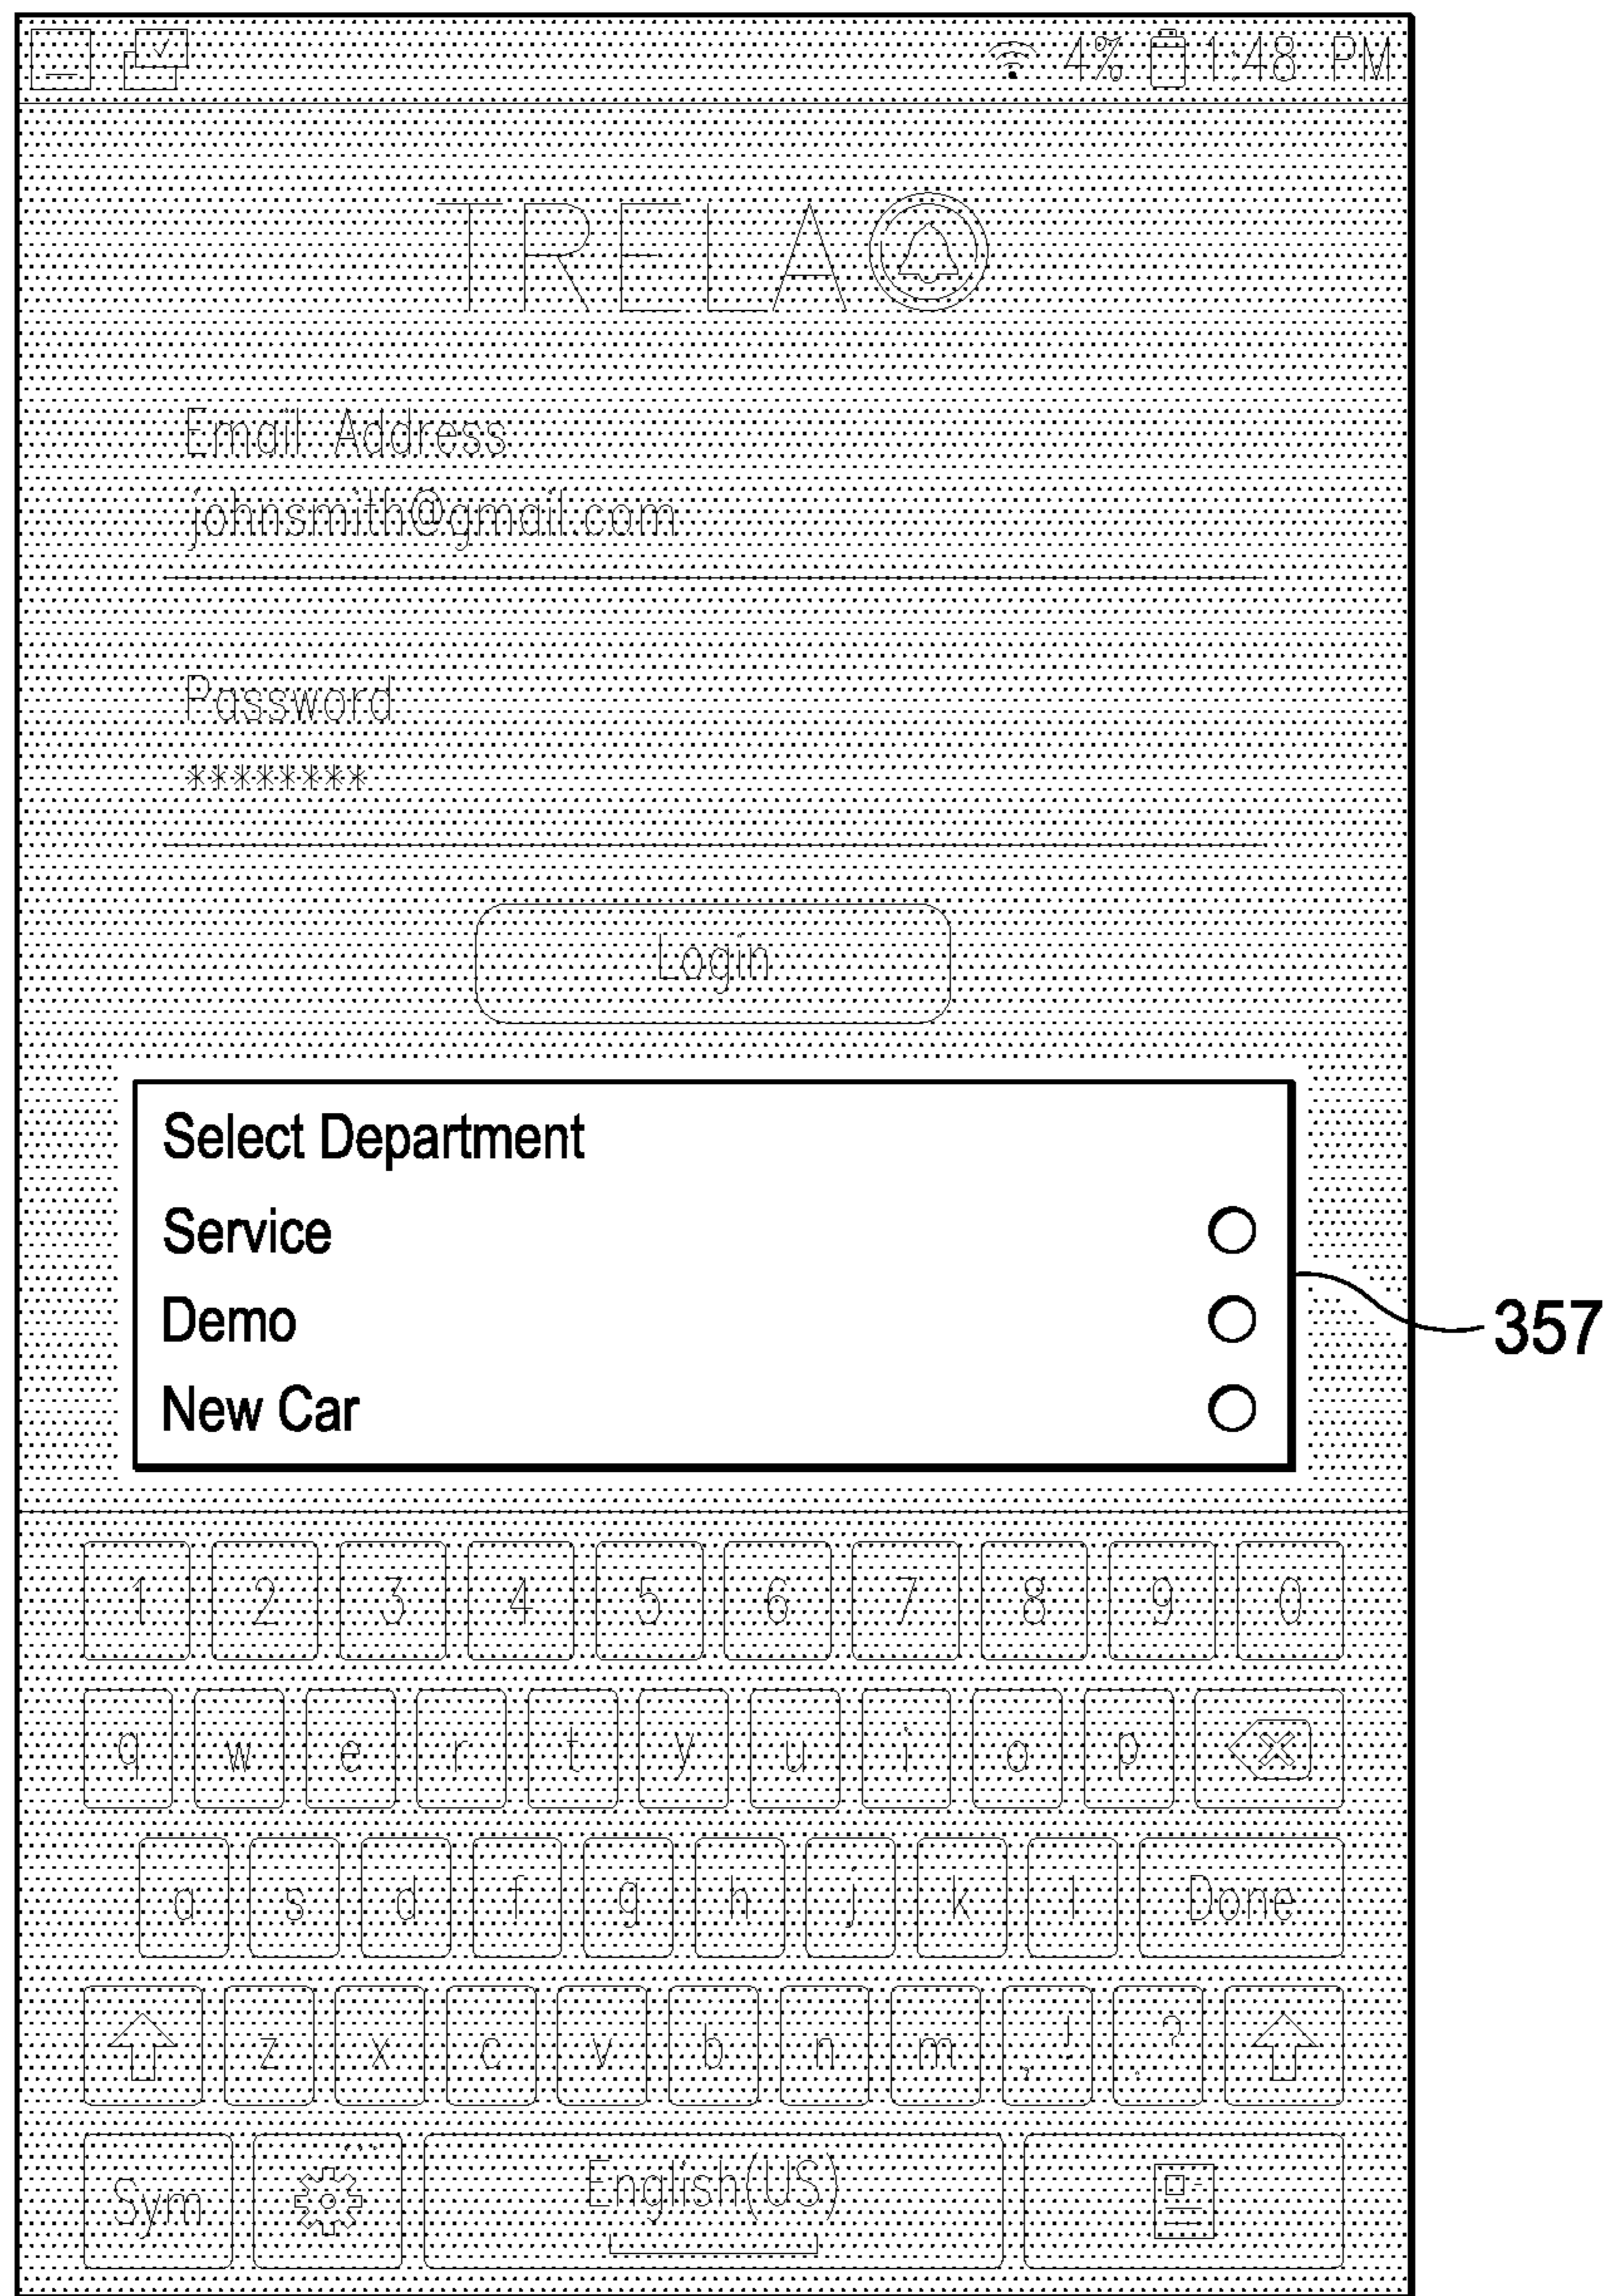 4% 1:48 PM
TRELA
Email Address
johnsmith@gmail.com
Password
********
Login
Select Department
Service
Demo
New Car
357
1 2 3 4 5 6 7 8 9 0
q w e r t y u i o p
a s d f g h j k l Done
z x c v b n m , ! . ?
Sym English(US)